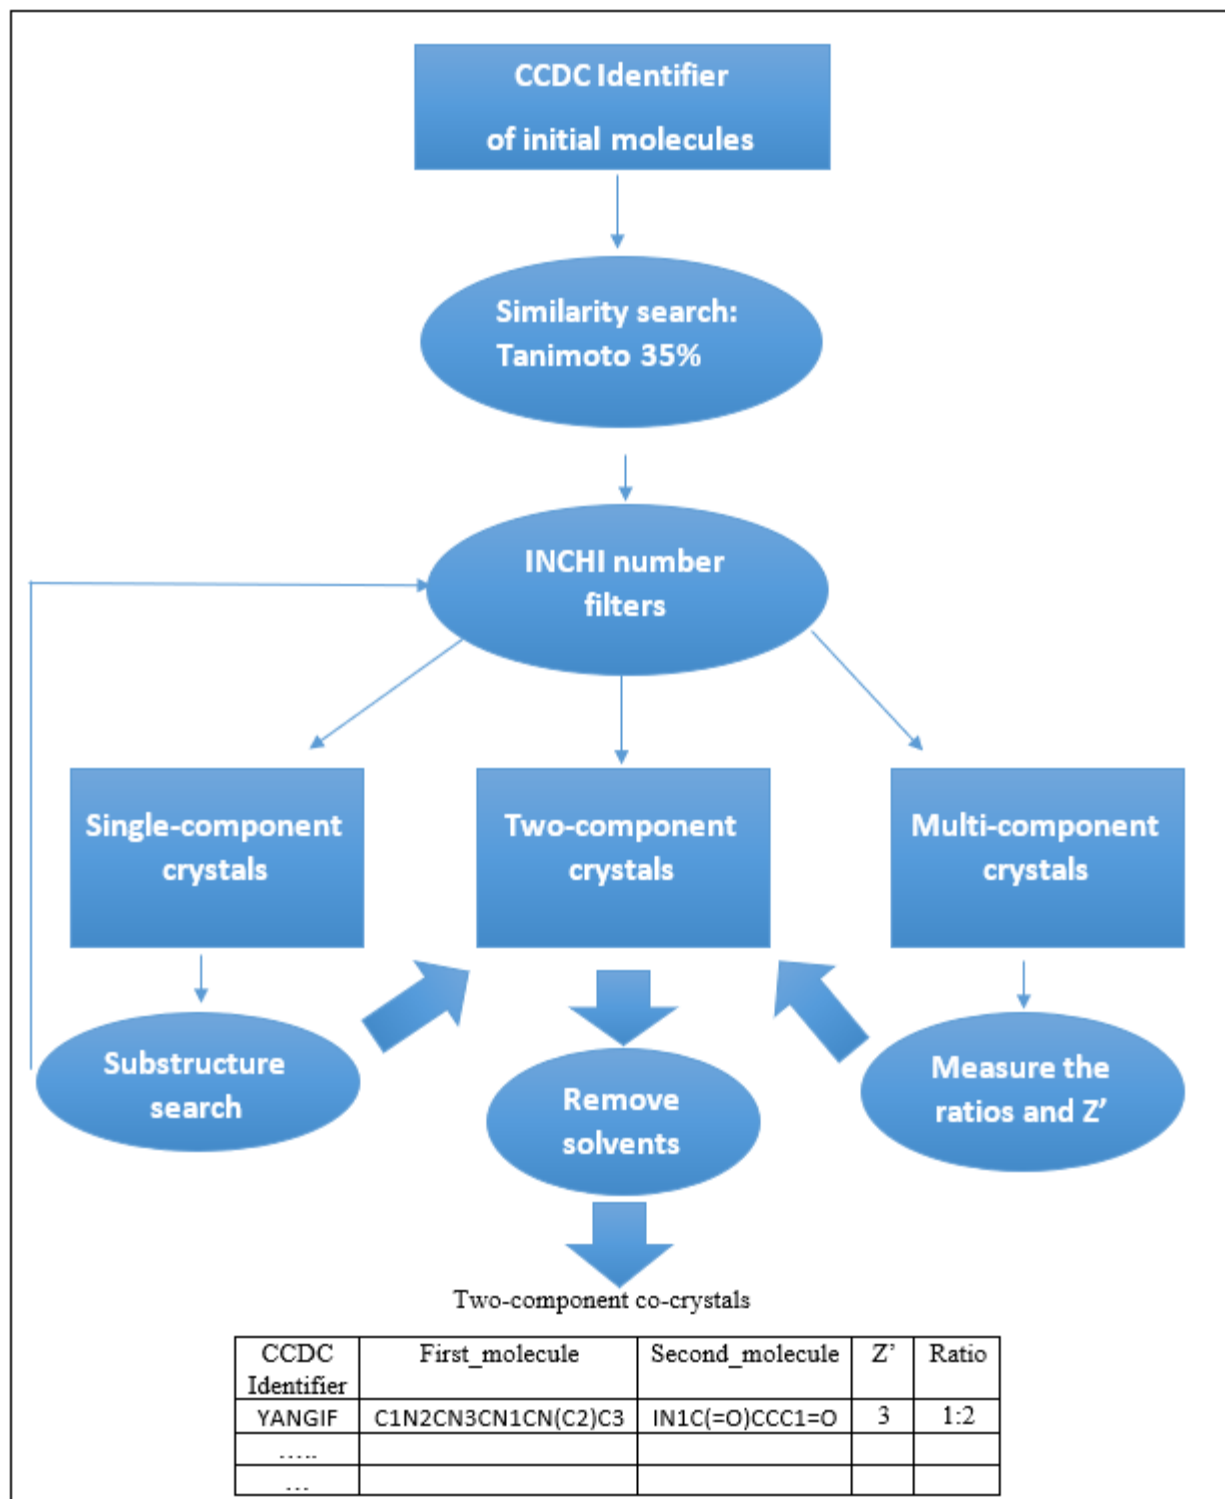 CCDC Identifier
of initial molecules
Similarity search:
Tanimoto 35%
INCHI number
filters
Single-component
crystals
Two-component
crystals
Multi-component
crystals
Substructure
search
Remove
solvents
Measure the
ratios and Z’
Two-component co-crystals
CCDC Identifier First_molecule Second_molecule Z’ Ratio
YANGIF C1N2CN3CN1CN(C2)C3 IN1C(=O)CCC1=O 3 1:2
.....
...